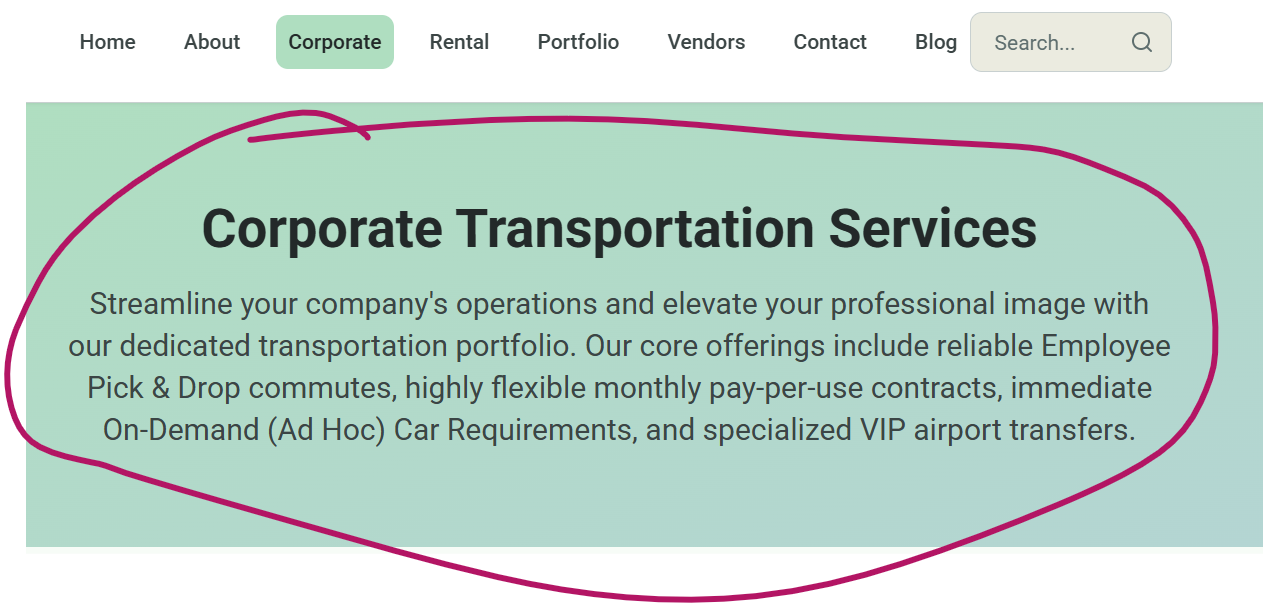 Home About Corporate Rental Portfolio Vendors Contact Blog Search...
Corporate Transportation Services
Streamline your company's operations and elevate your professional image with
our dedicated transportation portfolio. Our core offerings include reliable Employee
Pick & Drop commutes, highly flexible monthly pay-per-use contracts, immediate
On-Demand (Ad Hoc) Car Requirements, and specialized VIP airport transfers.